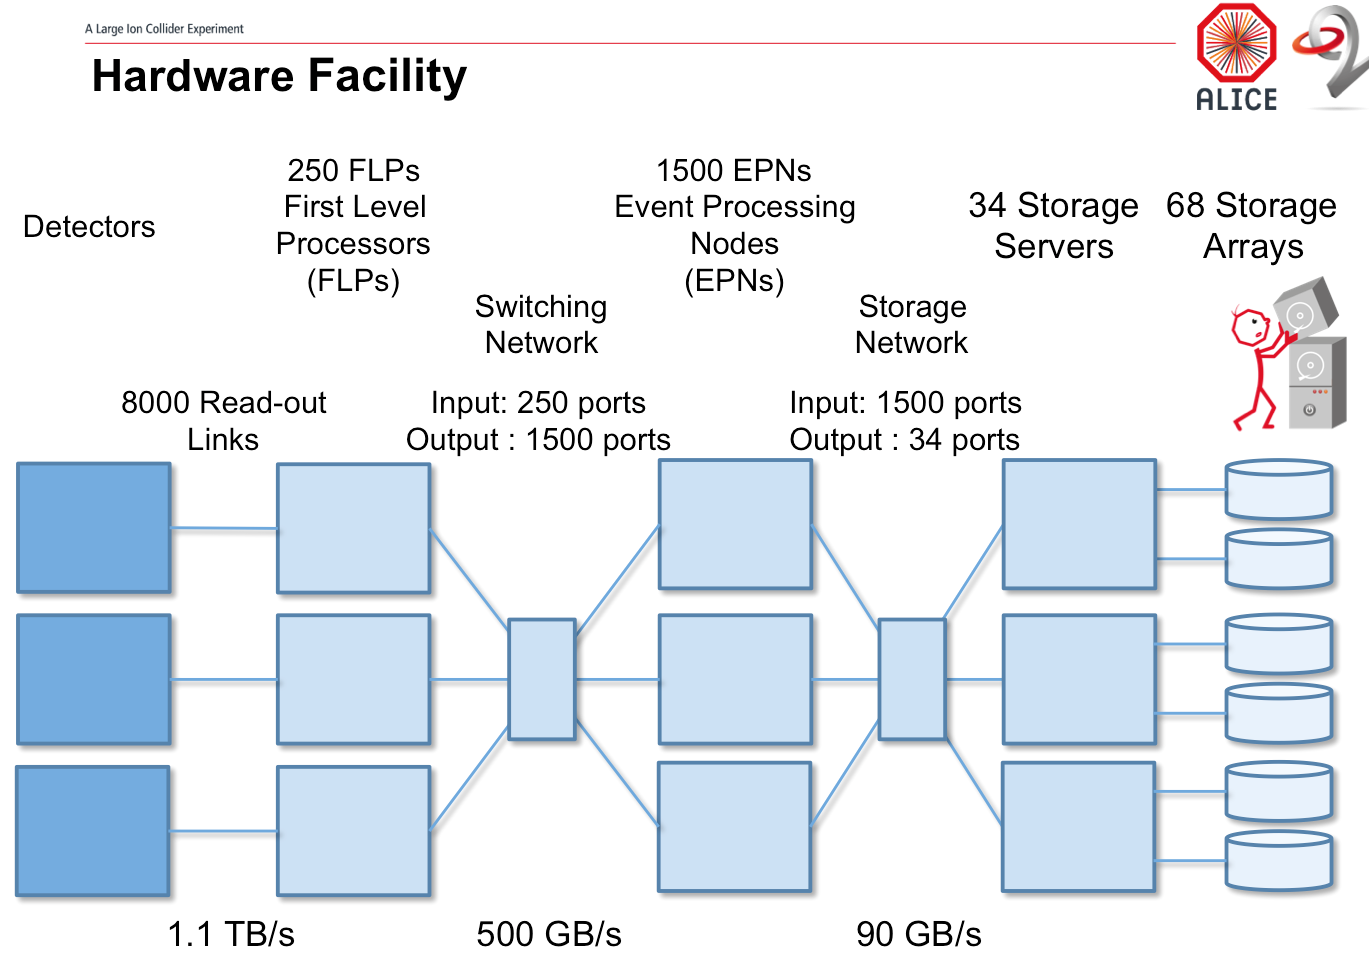 A Large Ion Collider Experiment
Hardware Facility
ALICE
Detectors
250 FLPs
First Level
Processors
(FLPs)
1500 EPNs
Event Processing
Nodes
(EPNs)
34 Storage
Servers
68 Storage
Arrays
Switching
Network
Storage
Network
8000 Read-out
Links
Input: 250 ports
Output : 1500 ports
Input: 1500 ports
Output : 34 ports
1.1 TB/s
500 GB/s
90 GB/s